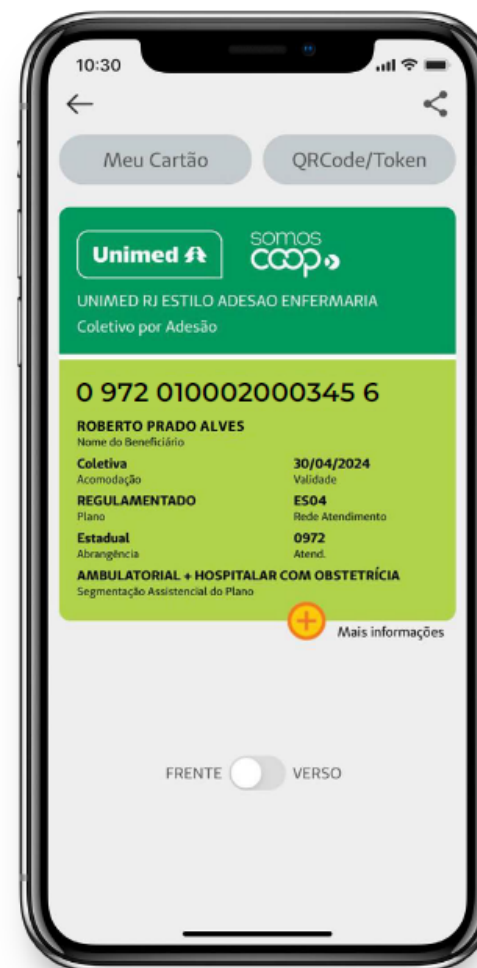 10:30
Meu Cartão QRCode/Token
Unimed somos coop
UNIMED RJ ESTILO ADESAO ENFERMARIA
Coletivo por Adesão
0 972 010002000345 6
ROBERTO PRADO ALVES
Nome do Beneficiário
Coletiva 30/04/2024
Acomodação Validade
REGULAMENTADO ES04
Plano Rede Atendimento
Estadual 0972
Abrangência Atend.
AMBULATORIAL + HOSPITALAR COM OBSTETRÍCIA
Segmentação Assistencial do Plano
Mais informações
FRENTE VERSO